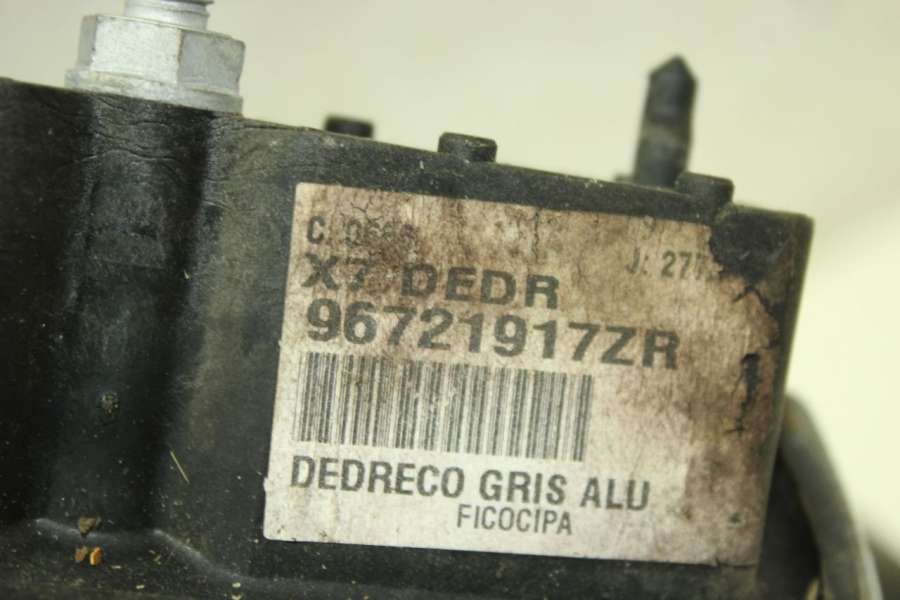 C.
J:
X7 DEDR
96721917ZR
DEDRECO GRIS ALU
FICOCIPA